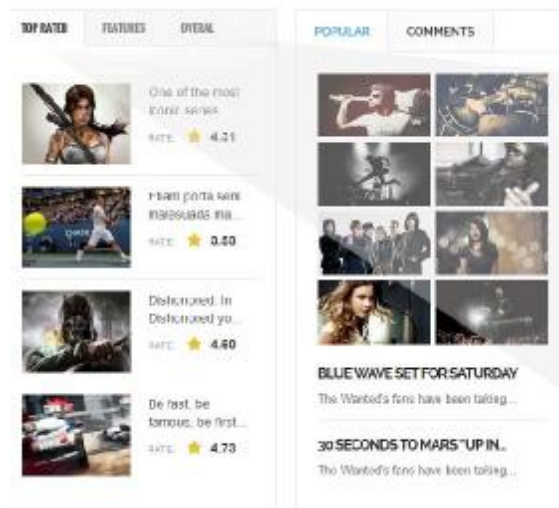 TOP RATED FEATURES OVERAL
One of the most
iconic series
RATE: 4.31
Etiam porta sem
malesuada ma...
RATE:
Dishonored. In
Dishonored yo...
RATE: 4.60
Be fast, be
famous, be first...
RATE: 4.73
POPULAR COMMENTS
BLUE WAVE SET FOR SATURDAY
The Wanted's fans have been taking...
30 SECONDS TO MARS "UP IN...
The Wanted's fans have been taking...